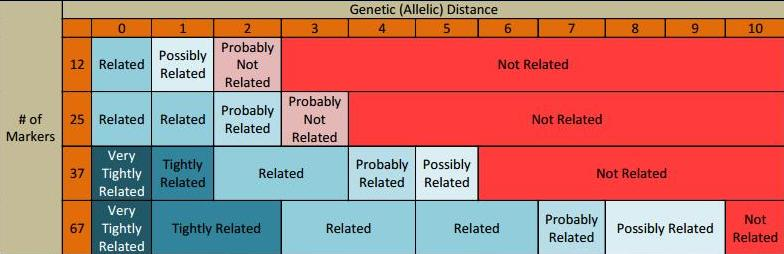 Genetic (Allelic) Distance
0 1 2 3 4 5 6 7 8 9 10
# of
Markers
12 Related Possibly
Related Probably
Not
Related Not Related
25 Related Related Probably
Related Probably
Not
Related Not Related
37 Very
Tightly
Related Tightly
Related Related Probably
Related Possibly
Related Not Related
67 Very
Tightly
Related Tightly Related Related Related Probably
Related Possibly Related Not
Related